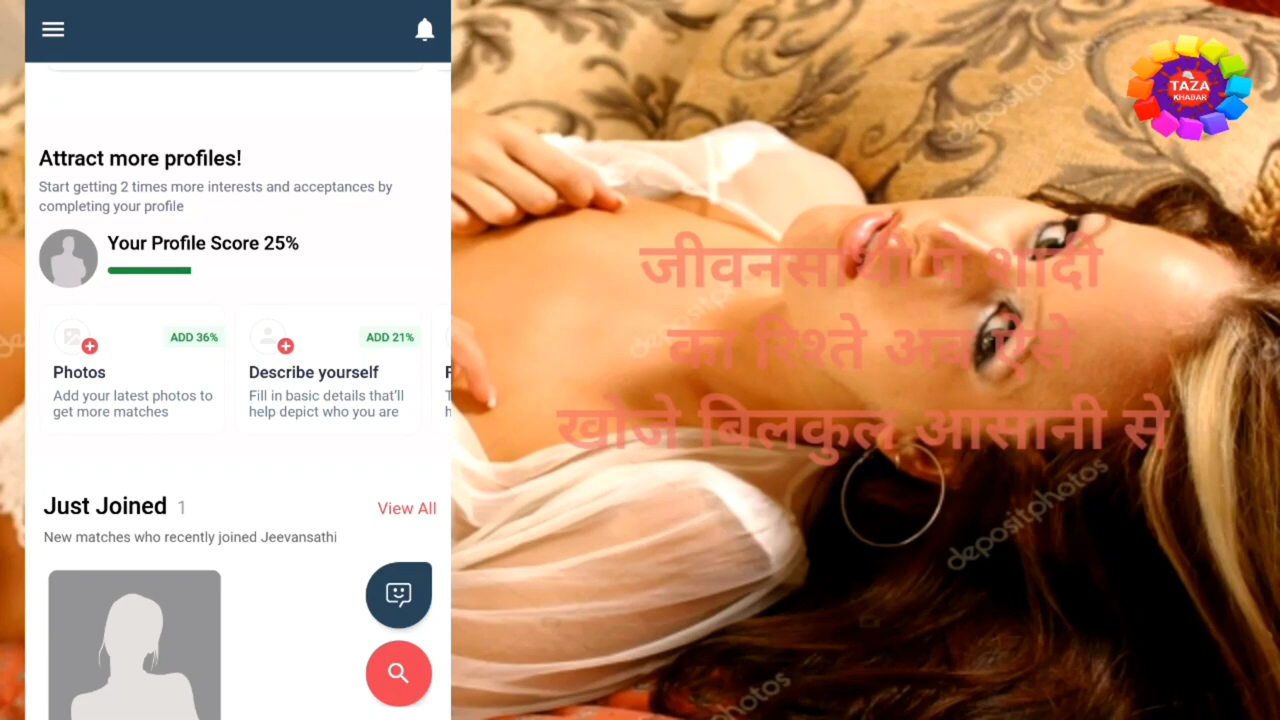 Attract more profiles!
Start getting 2 times more interests and acceptances by
completing your profile
Your Profile Score 25%
ADD 36%
Photos
Add your latest photos to
get more matches
ADD 21%
Describe yourself
Fill in basic details that'll
help depict who you are
Just Joined 1
View All
New matches who recently joined Jeevansathi
TAZA
KHABAR
जीवनसाथी पे शादी
का रिश्ते अब ऐसे
खोजे बिलकुल आसानी से
depositphotos
depositphotos